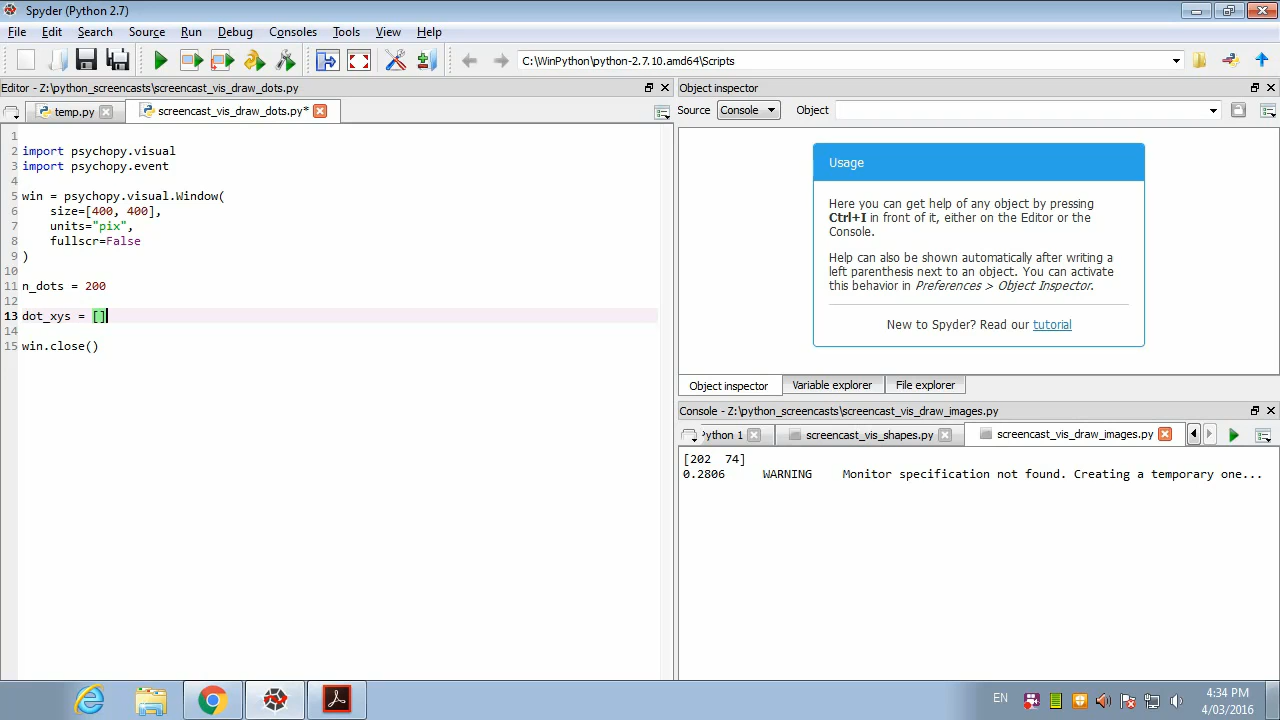 Spyder (Python 2.7)
File Edit Search Source Run Debug Consoles Tools View Help
C:\WinPython\python-2.7.10.amd64\Scripts
Editor - Z:\python_screencasts\screencast_vis_draw_dots.py
temp.py screencast_vis_draw_dots.py*
1
2 import psychopy.visual
3 import psychopy.event
4
5 win = psychopy.visual.Window(
6 size=[400, 400],
7 units="pix",
8 fullscr=False
9 )
10
11 n_dots = 200
12
13 dot_xys = []
14
15 win.close()
Object inspector
Source Console Object
Usage
Here you can get help of any object by pressing
Ctrl+I in front of it, either on the Editor or the
Console.
Help can also be shown automatically after writing a
left parenthesis next to an object. You can activate
this behavior in Preferences > Object Inspector.
New to Spyder? Read our tutorial
Object inspector Variable explorer File explorer
Console - Z:\python_screencasts\screencast_vis_draw_images.py
Python 1 screencast_vis_shapes.py screencast_vis_draw_images.py
[202 74]
0.2806 WARNING Monitor specification not found. Creating a temporary one...
EN
4:34 PM
4/03/2016